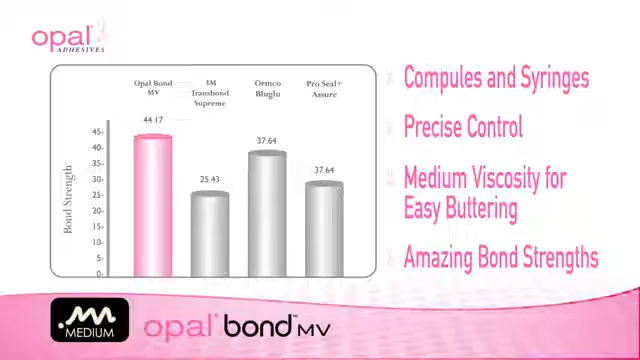 opal®
ADHESIVES
Opal Bond
MV
3M
Transbond
Supreme
Ormco
Bluglu
Pro Seal+
Assure
44.17
25.43
37.64
37.64
Bond Strength
45-
40-
35-
30-
25-
20-
15-
10-
5-
0-
Compules and Syringes
Precise Control
Medium Viscosity for
Easy Buttering
Amazing Bond Strengths
.M
MEDIUM
opal® bond™ MV